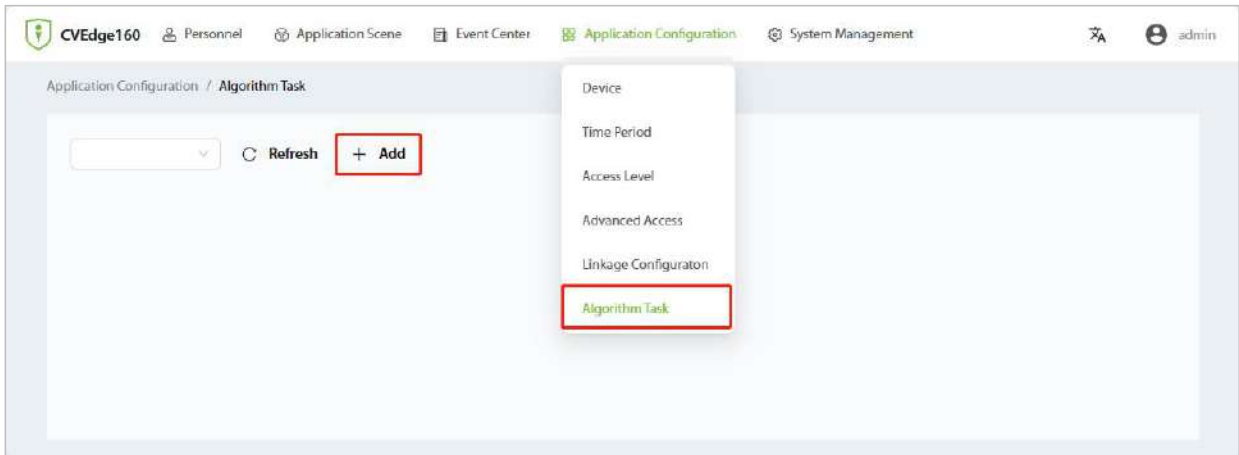 CVEdge160 Personnel Application Scene Event Center Application Configuration System Management admin
Application Configuration / Algorithm Task
Device
Time Period
Refresh + Add
Access Level
Advanced Access
Linkage Configuraton
Algorithm Task